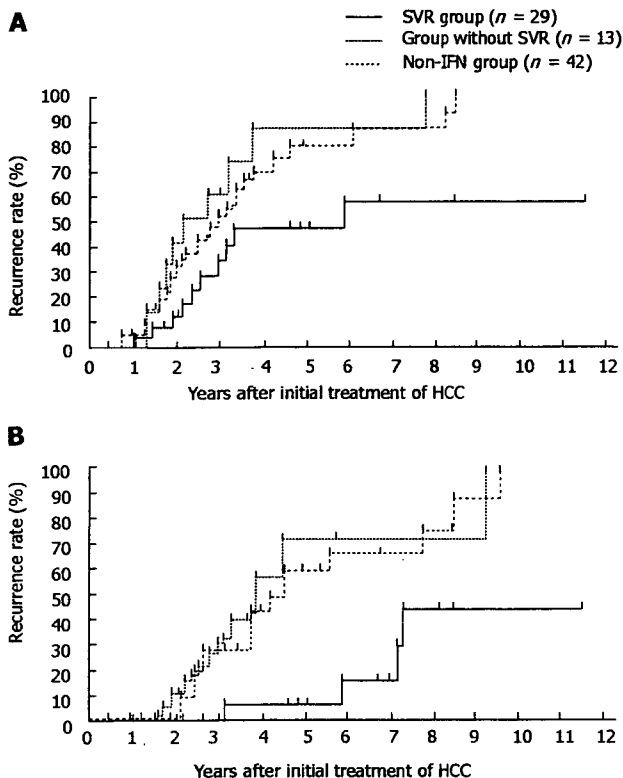 A
SVR group (n = 29)
Group without SVR (n = 13)
Non-IFN group (n = 42)
Recurrence rate (%)
100
90
80
70
60
50
40
30
20
10
0
0 1 2 3 4 5 6 7 8 9 10 11 12
Years after initial treatment of HCC
B
Recurrence rate (%)
100
90
80
70
60
50
40
30
20
10
0
0 1 2 3 4 5 6 7 8 9 10 11 12
Years after initial treatment of HCC